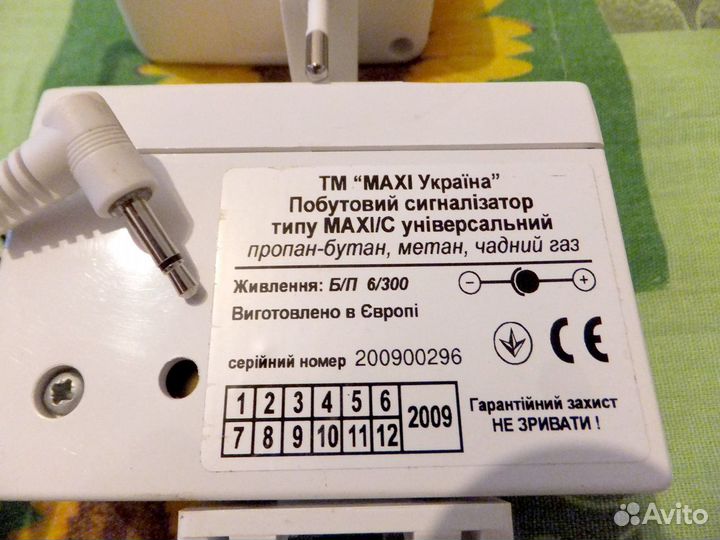 ТМ “MAXI Україна”
Побутовий сигналізатор
типу MAXI/C універсальний
пропан-бутан, метан, чадний газ
Живлення: Б/П 6/300
− +
Виготовлено в Європі
CE
серійний номер 200900296
1 2 3 4 5 6 2009
7 8 9 10 11 12
Гарантійний захист
НЕ ЗРИВАТИ !
Avito